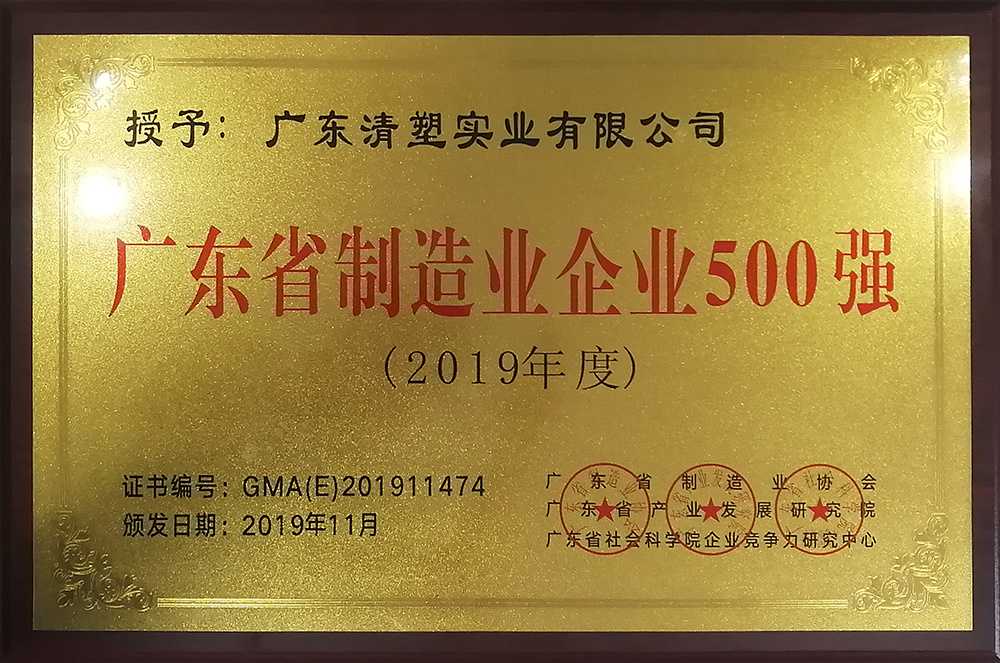 授予：广东清塑实业有限公司
广东省制造业企业500强
（2019年度）
证书编号：GMA(E)201911474
颁发日期：2019年11月
广东省制造业协会
广东省产业发展研究院
广东省社会科学院企业竞争力研究中心